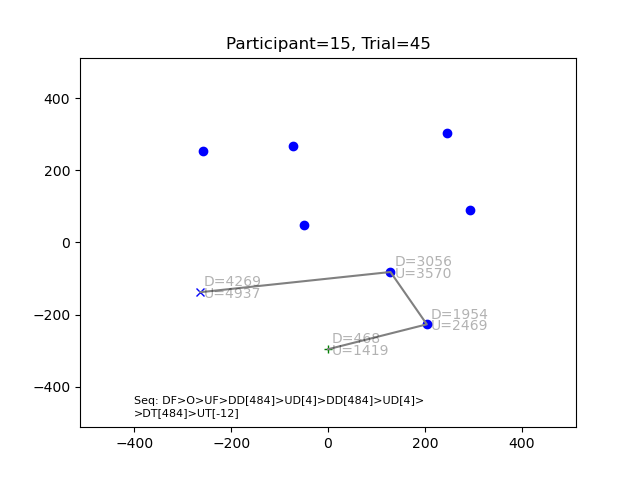 Participant=15, Trial=45
400
200
0
−200
−400
D=3056
U=3570
D=4269
U=4937
D=1954
U=2469
D=468
U=1419
Seq: DF>O>UF>DD[484]>UD[4]>DD[484]>UD[4]>
>DT[484]>UT[-12]
−400 −200 0 200 400